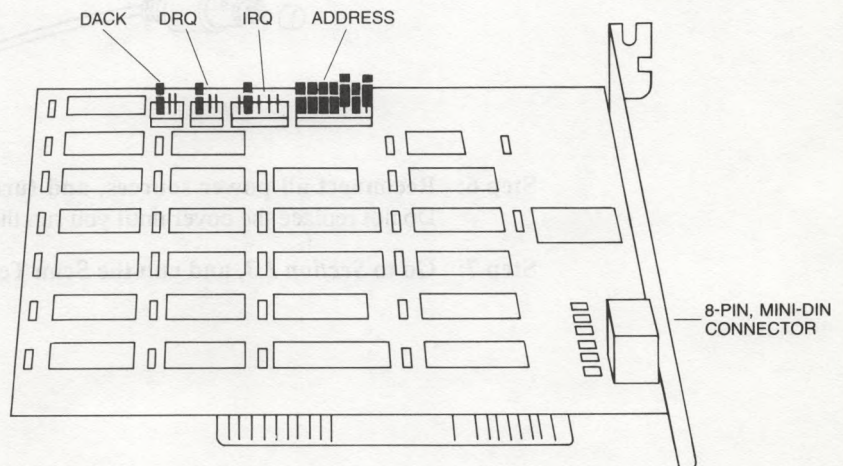 DACK DRQ IRQ ADDRESS
8-PIN, MINI-DIN
CONNECTOR